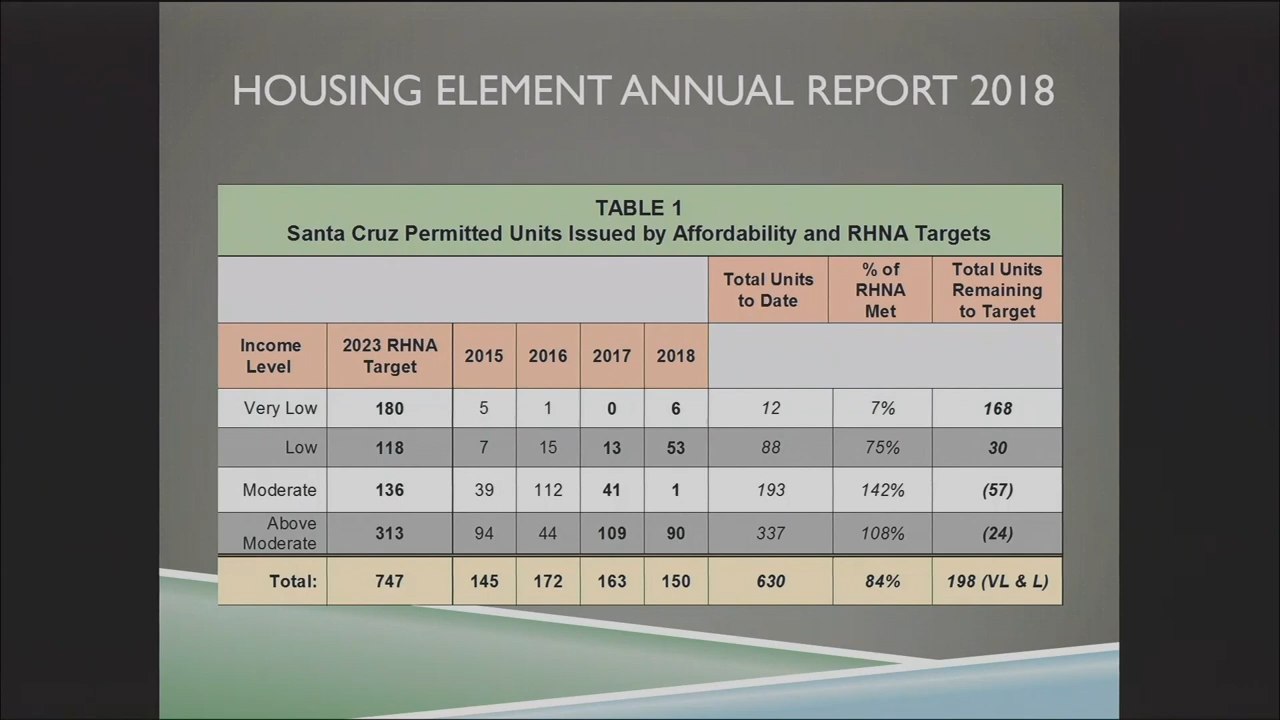 HOUSING ELEMENT ANNUAL REPORT 2018
TABLE 1
Santa Cruz Permitted Units Issued by Affordability and RHNA Targets
Total Units to Date % of RHNA Met Total Units Remaining to Target
Income Level 2023 RHNA Target 2015 2016 2017 2018
Very Low 180 5 1 0 6 12 7% 168
Low 118 7 15 13 53 88 75% 30
Moderate 136 39 112 41 1 193 142% (57)
Above Moderate 313 94 44 109 90 337 108% (24)
Total: 747 145 172 163 150 630 84% 198 (VL & L)